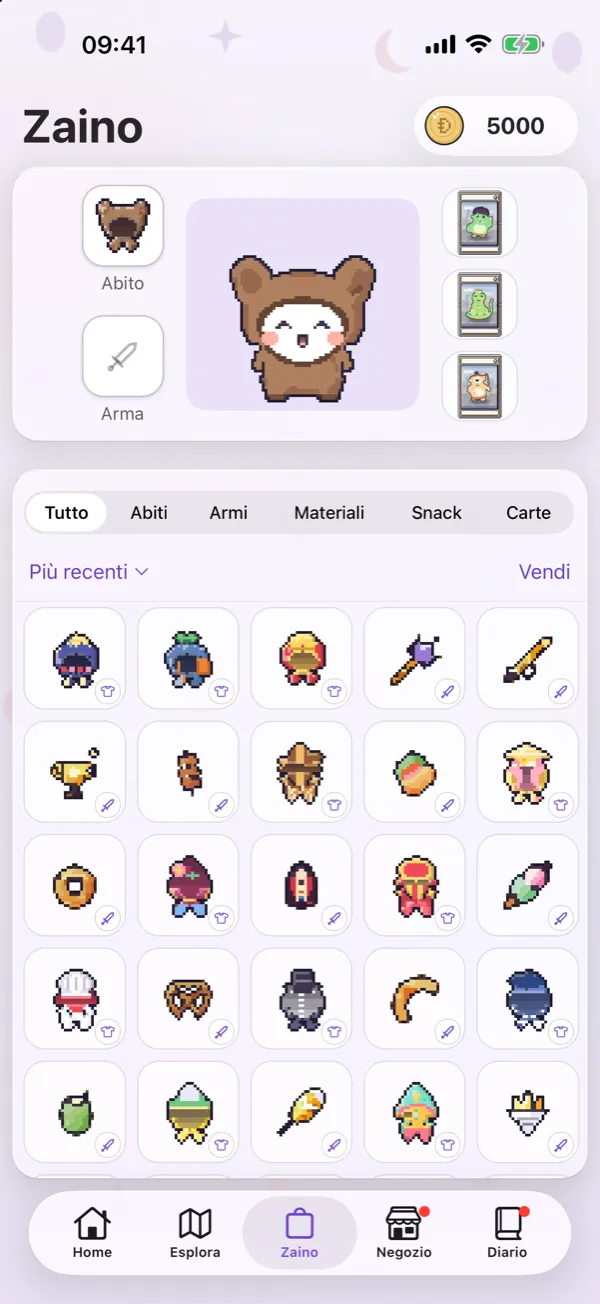 09:41
Zaino
5000
Abito
Arma
Tutto Abiti Armi Materiali Snack Carte
Più recenti Vendi
Home Esplora Zaino Negozio Diario